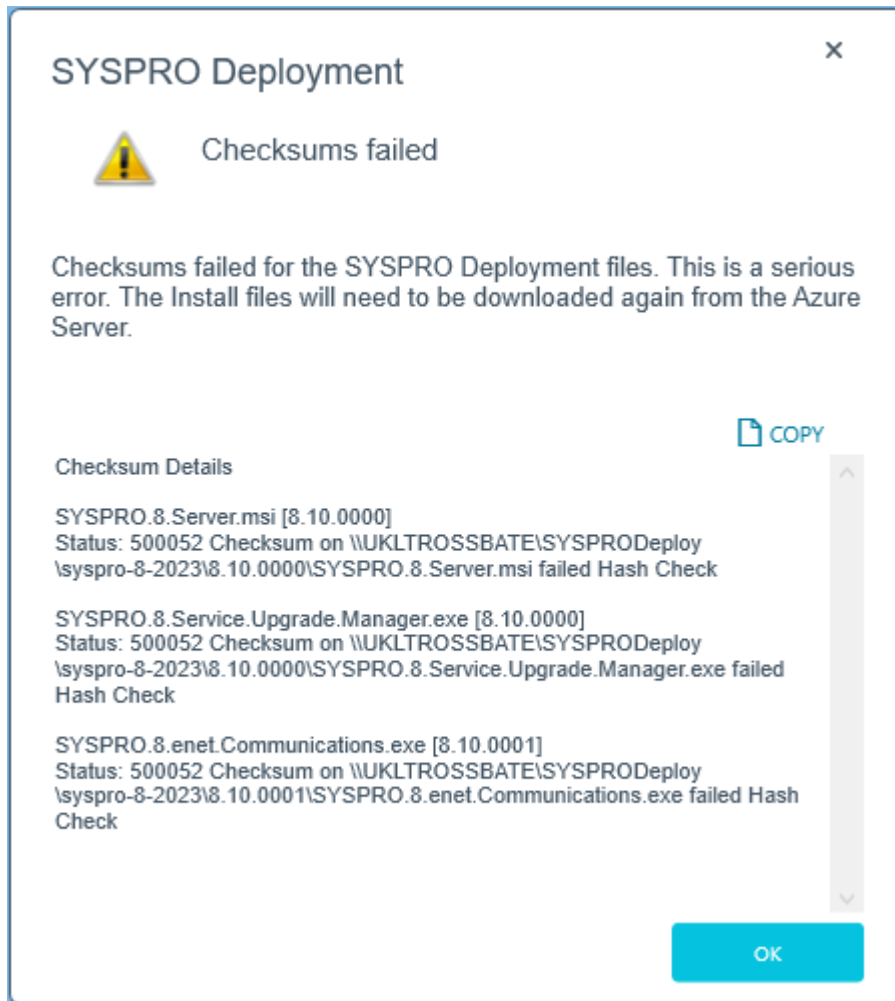 SYSPRO Deployment
Checksums failed
Checksums failed for the SYSPRO Deployment files. This is a serious
error. The Install files will need to be downloaded again from the Azure
Server.
COPY
Checksum Details
SYSPRO.8.Server.msi [8.10.0000]
Status: 500052 Checksum on \\UKLTROSSBATE\SYSPRODeploy
\syspro-8-2023\8.10.0000\SYSPRO.8.Server.msi failed Hash Check
SYSPRO.8.Service.Upgrade.Manager.exe [8.10.0000]
Status: 500052 Checksum on \\UKLTROSSBATE\SYSPRODeploy
\syspro-8-2023\8.10.0000\SYSPRO.8.Service.Upgrade.Manager.exe failed
Hash Check
SYSPRO.8.enet.Communications.exe [8.10.0001]
Status: 500052 Checksum on \\UKLTROSSBATE\SYSPRODeploy
\syspro-8-2023\8.10.0001\SYSPRO.8.enet.Communications.exe failed Hash
Check
OK